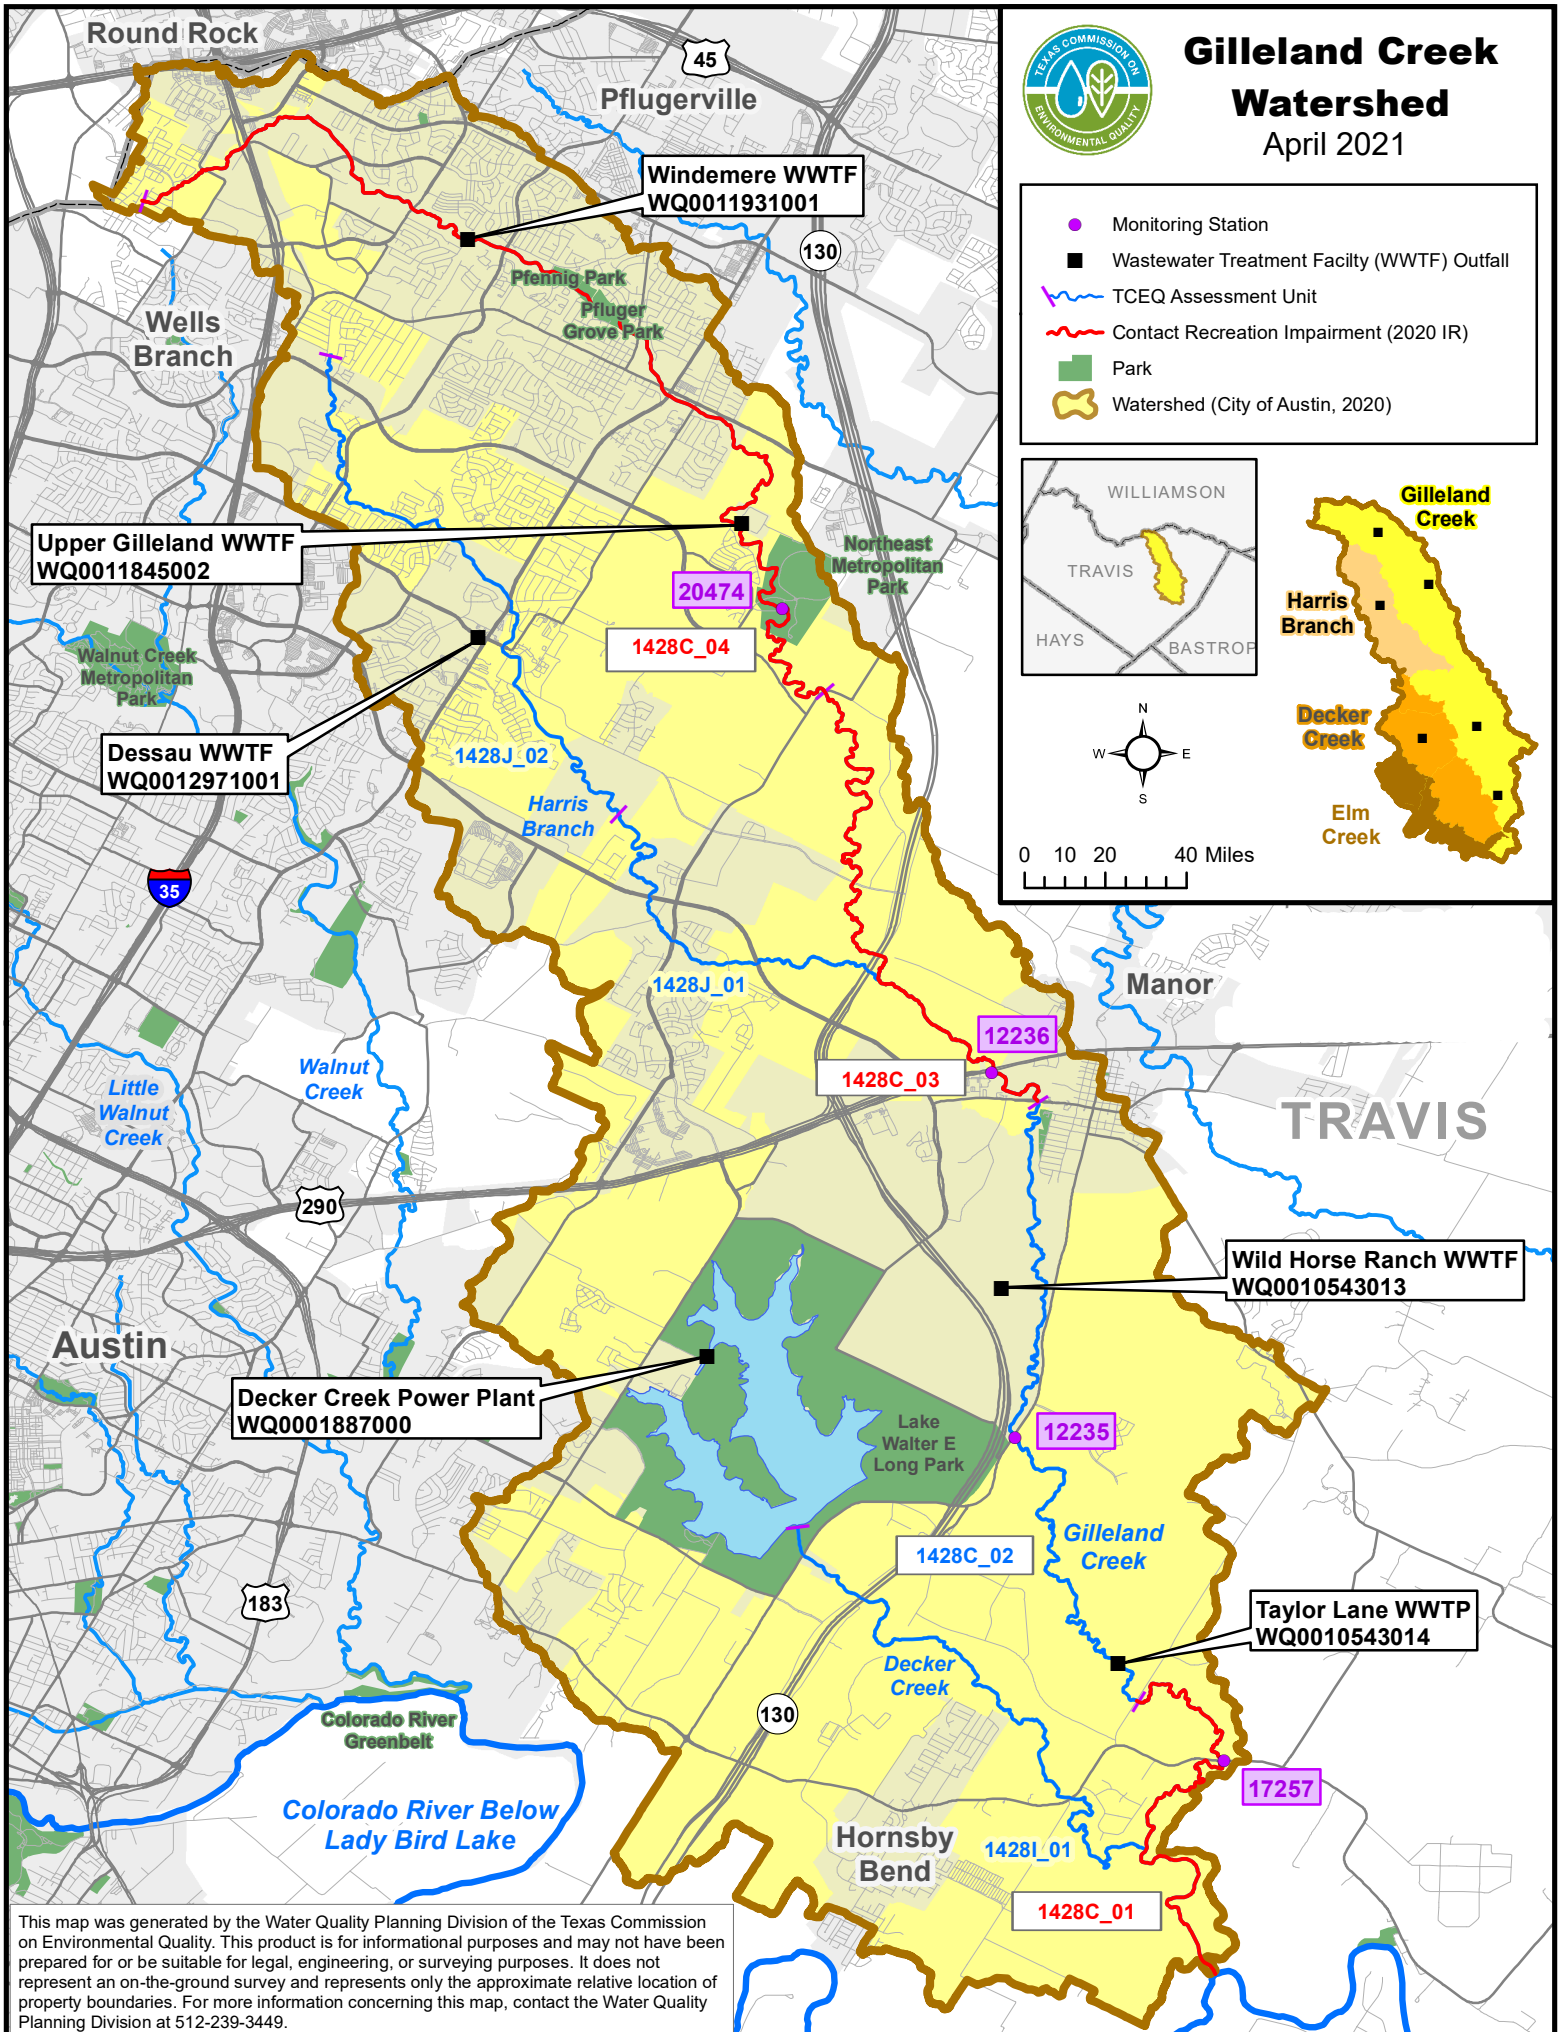 Gilleland Creek
Watershed
April 2021
TEXAS COMMISSION ON
ENVIRONMENTAL QUALITY
Monitoring Station
Wastewater Treatment Facilty (WWTF) Outfall
TCEQ Assessment Unit
Contact Recreation Impairment (2020 IR)
Park
Watershed (City of Austin, 2020)
WILLIAMSON
TRAVIS
HAYS
BASTROP
N
W
E
S
0 10 20 40 Miles
Gilleland
Creek
Harris
Branch
Decker
Creek
Elm
Creek
Round Rock
45
Pflugerville
Windemere WWTF
WQ0011931001
130
Pfennig Park
Pfluger
Grove Park
Wells
Branch
Upper Gilleland WWTF
WQ0011845002
Northeast
Metropolitan
Park
20474
1428C_04
Walnut Creek
Metropolitan
Park
Dessau WWTF
WQ0012971001
1428J_02
Harris
Branch
35
1428J_01
Manor
12236
1428C_03
Walnut
Creek
Little
Walnut
Creek
TRAVIS
290
Wild Horse Ranch WWTF
WQ0010543013
Austin
Decker Creek Power Plant
WQ0001887000
Lake
Walter E
Long Park
12235
Gilleland
Creek
1428C_02
183
Taylor Lane WWTP
WQ0010543014
Decker
Creek
130
Colorado River
Greenbelt
17257
Colorado River Below
Lady Bird Lake
Hornsby
Bend
1428I_01
1428C_01
This map was generated by the Water Quality Planning Division of the Texas Commission
on Environmental Quality. This product is for informational purposes and may not have been
prepared for or be suitable for legal, engineering, or surveying purposes. It does not
represent an on-the-ground survey and represents only the approximate relative location of
property boundaries. For more information concerning this map, contact the Water Quality
Planning Division at 512-239-3449.